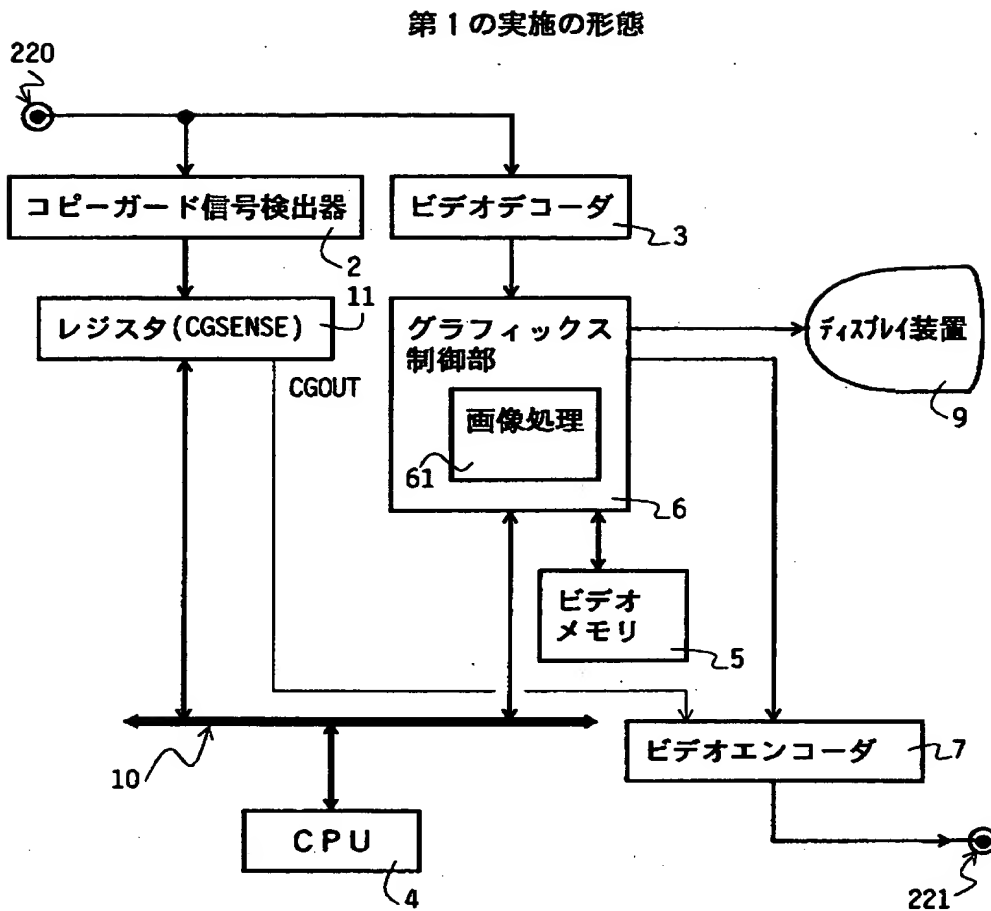 第1の実施の形態
220
コピーガード信号検出器
2
ビデオデコーダ
3
レジスタ(CGSENSE)
11
CGOUT
グラフィックス
制御部
画像処理
61
6
ディスプレイ装置
9
ビデオ
メモリ
5
10
ビデオエンコーダ
7
CPU
4
221